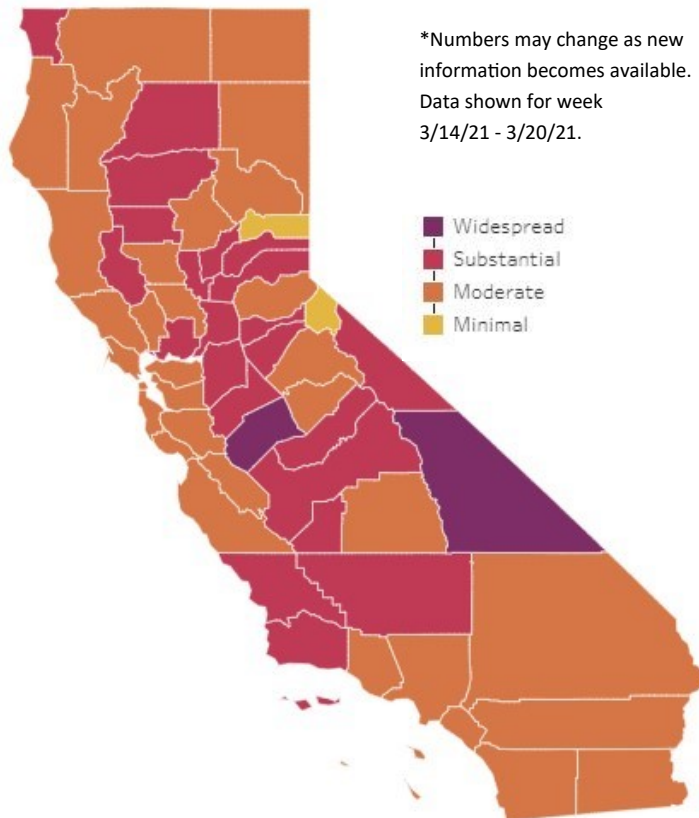 *Numbers may change as new
information becomes available.
Data shown for week
3/14/21 - 3/20/21.
Widespread
Substantial
Moderate
Minimal